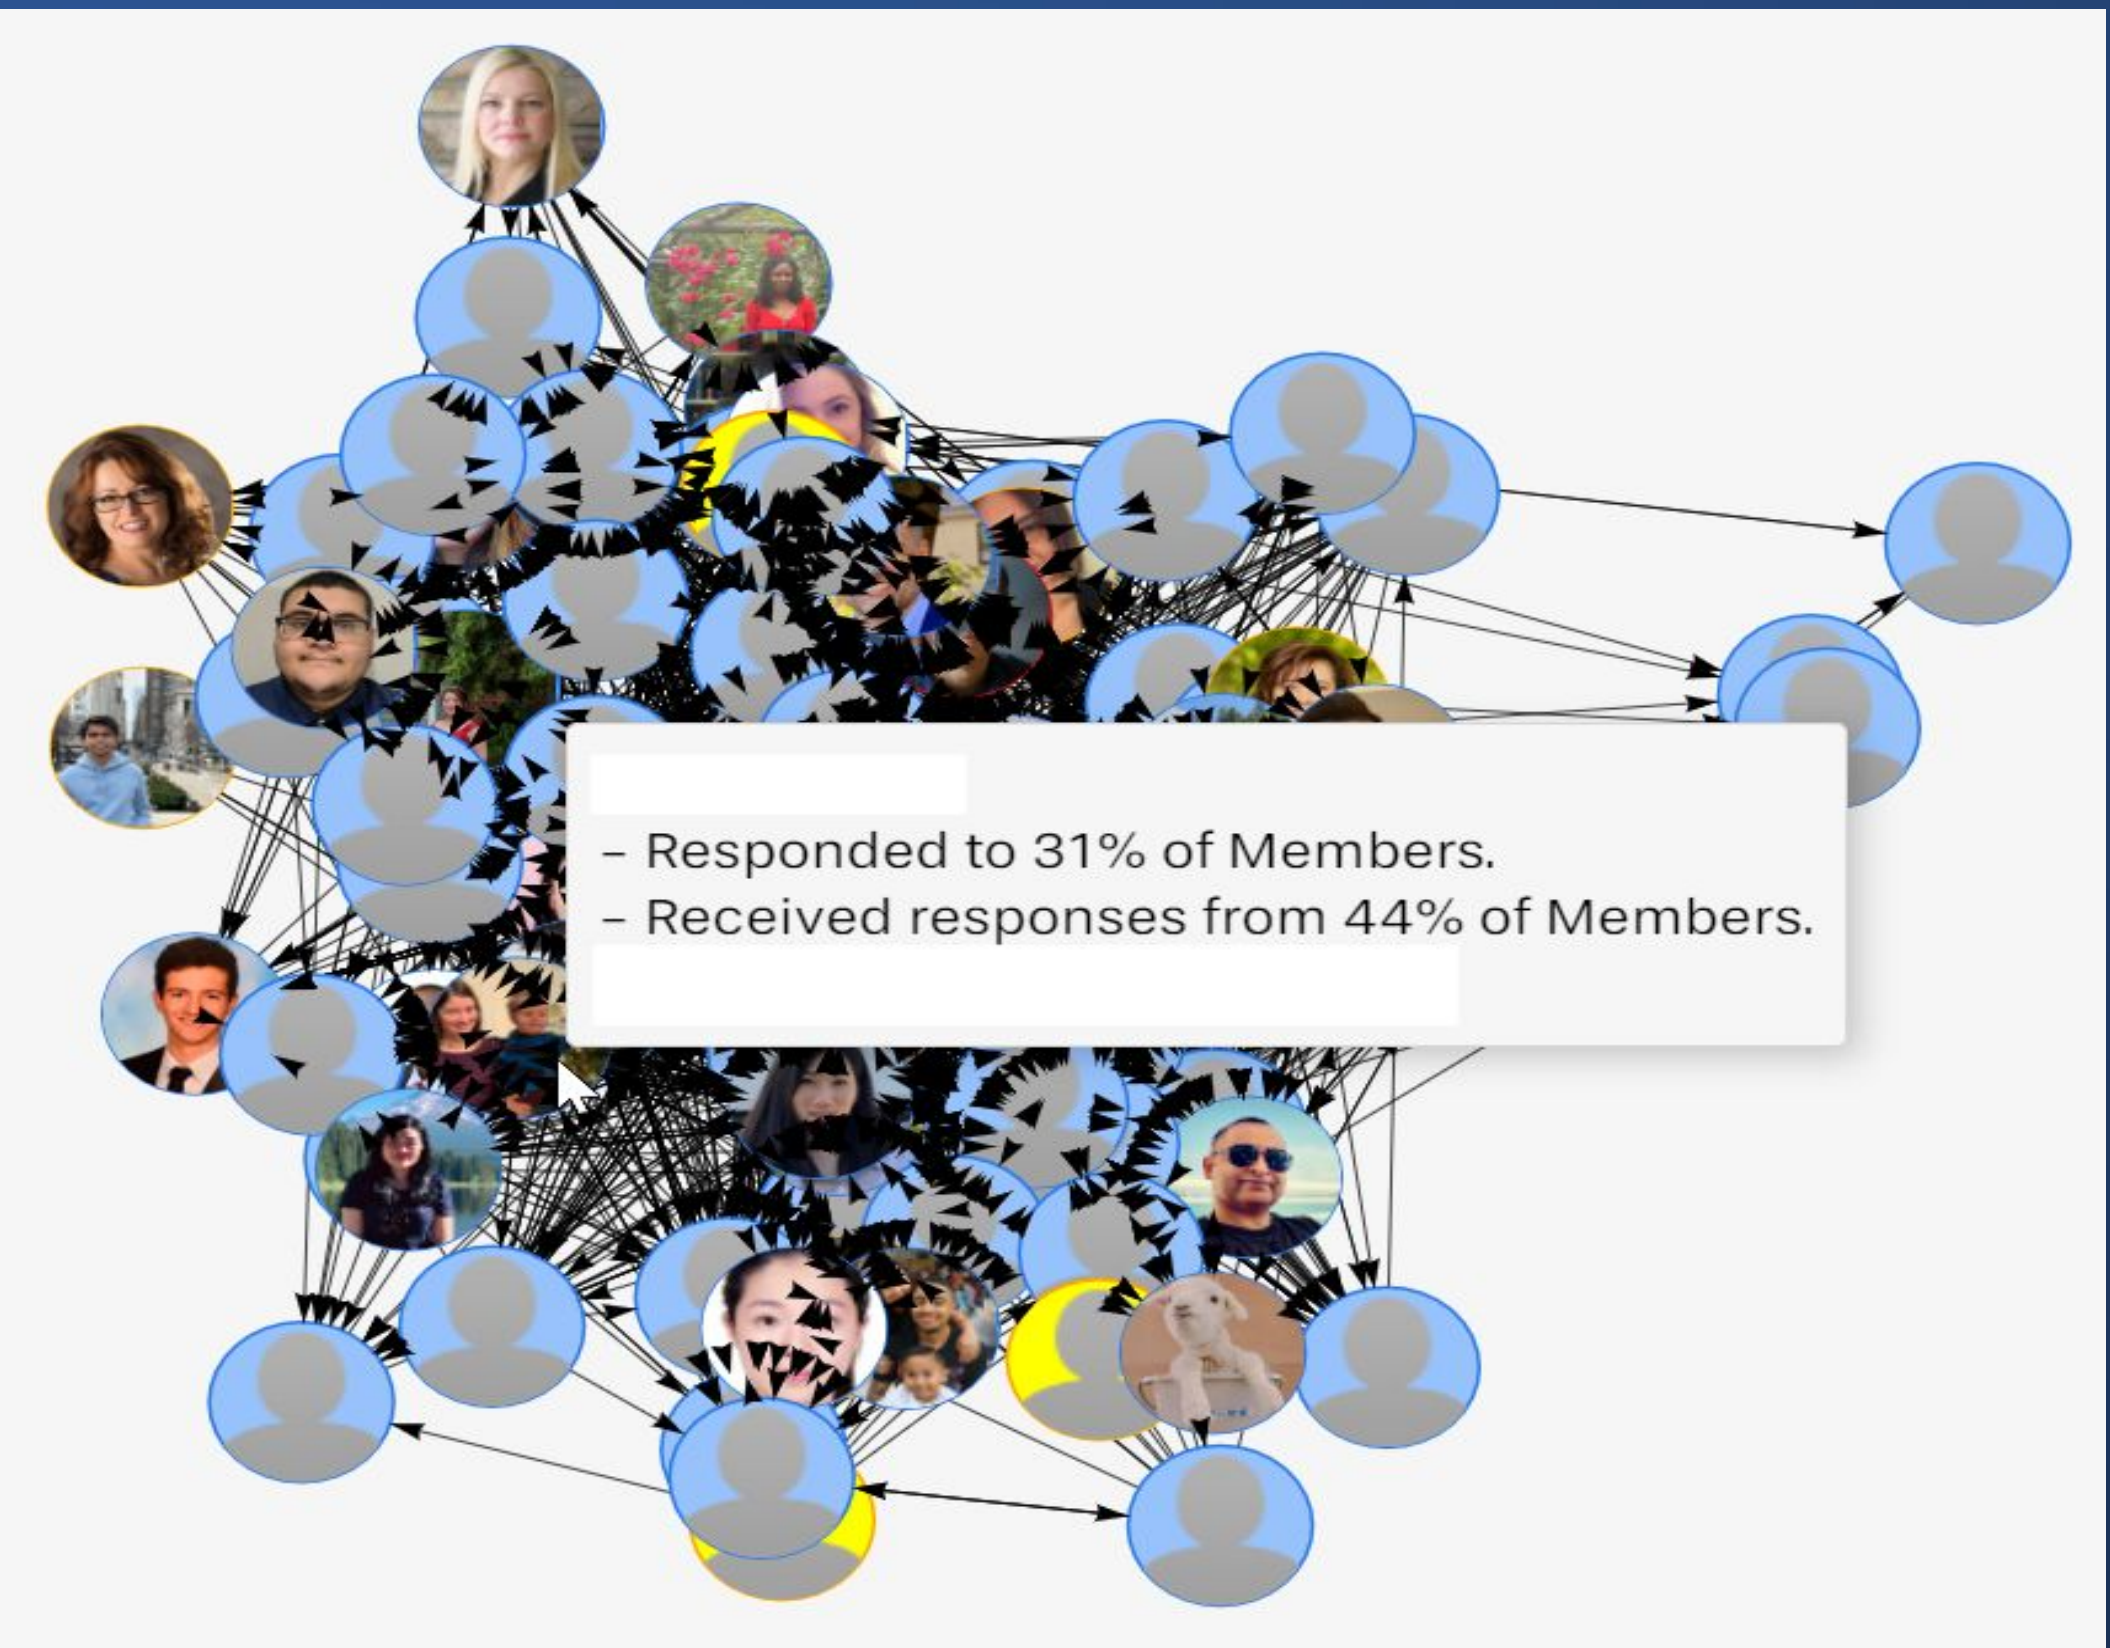 – Responded to 31% of Members.
– Received responses from 44% of Members.